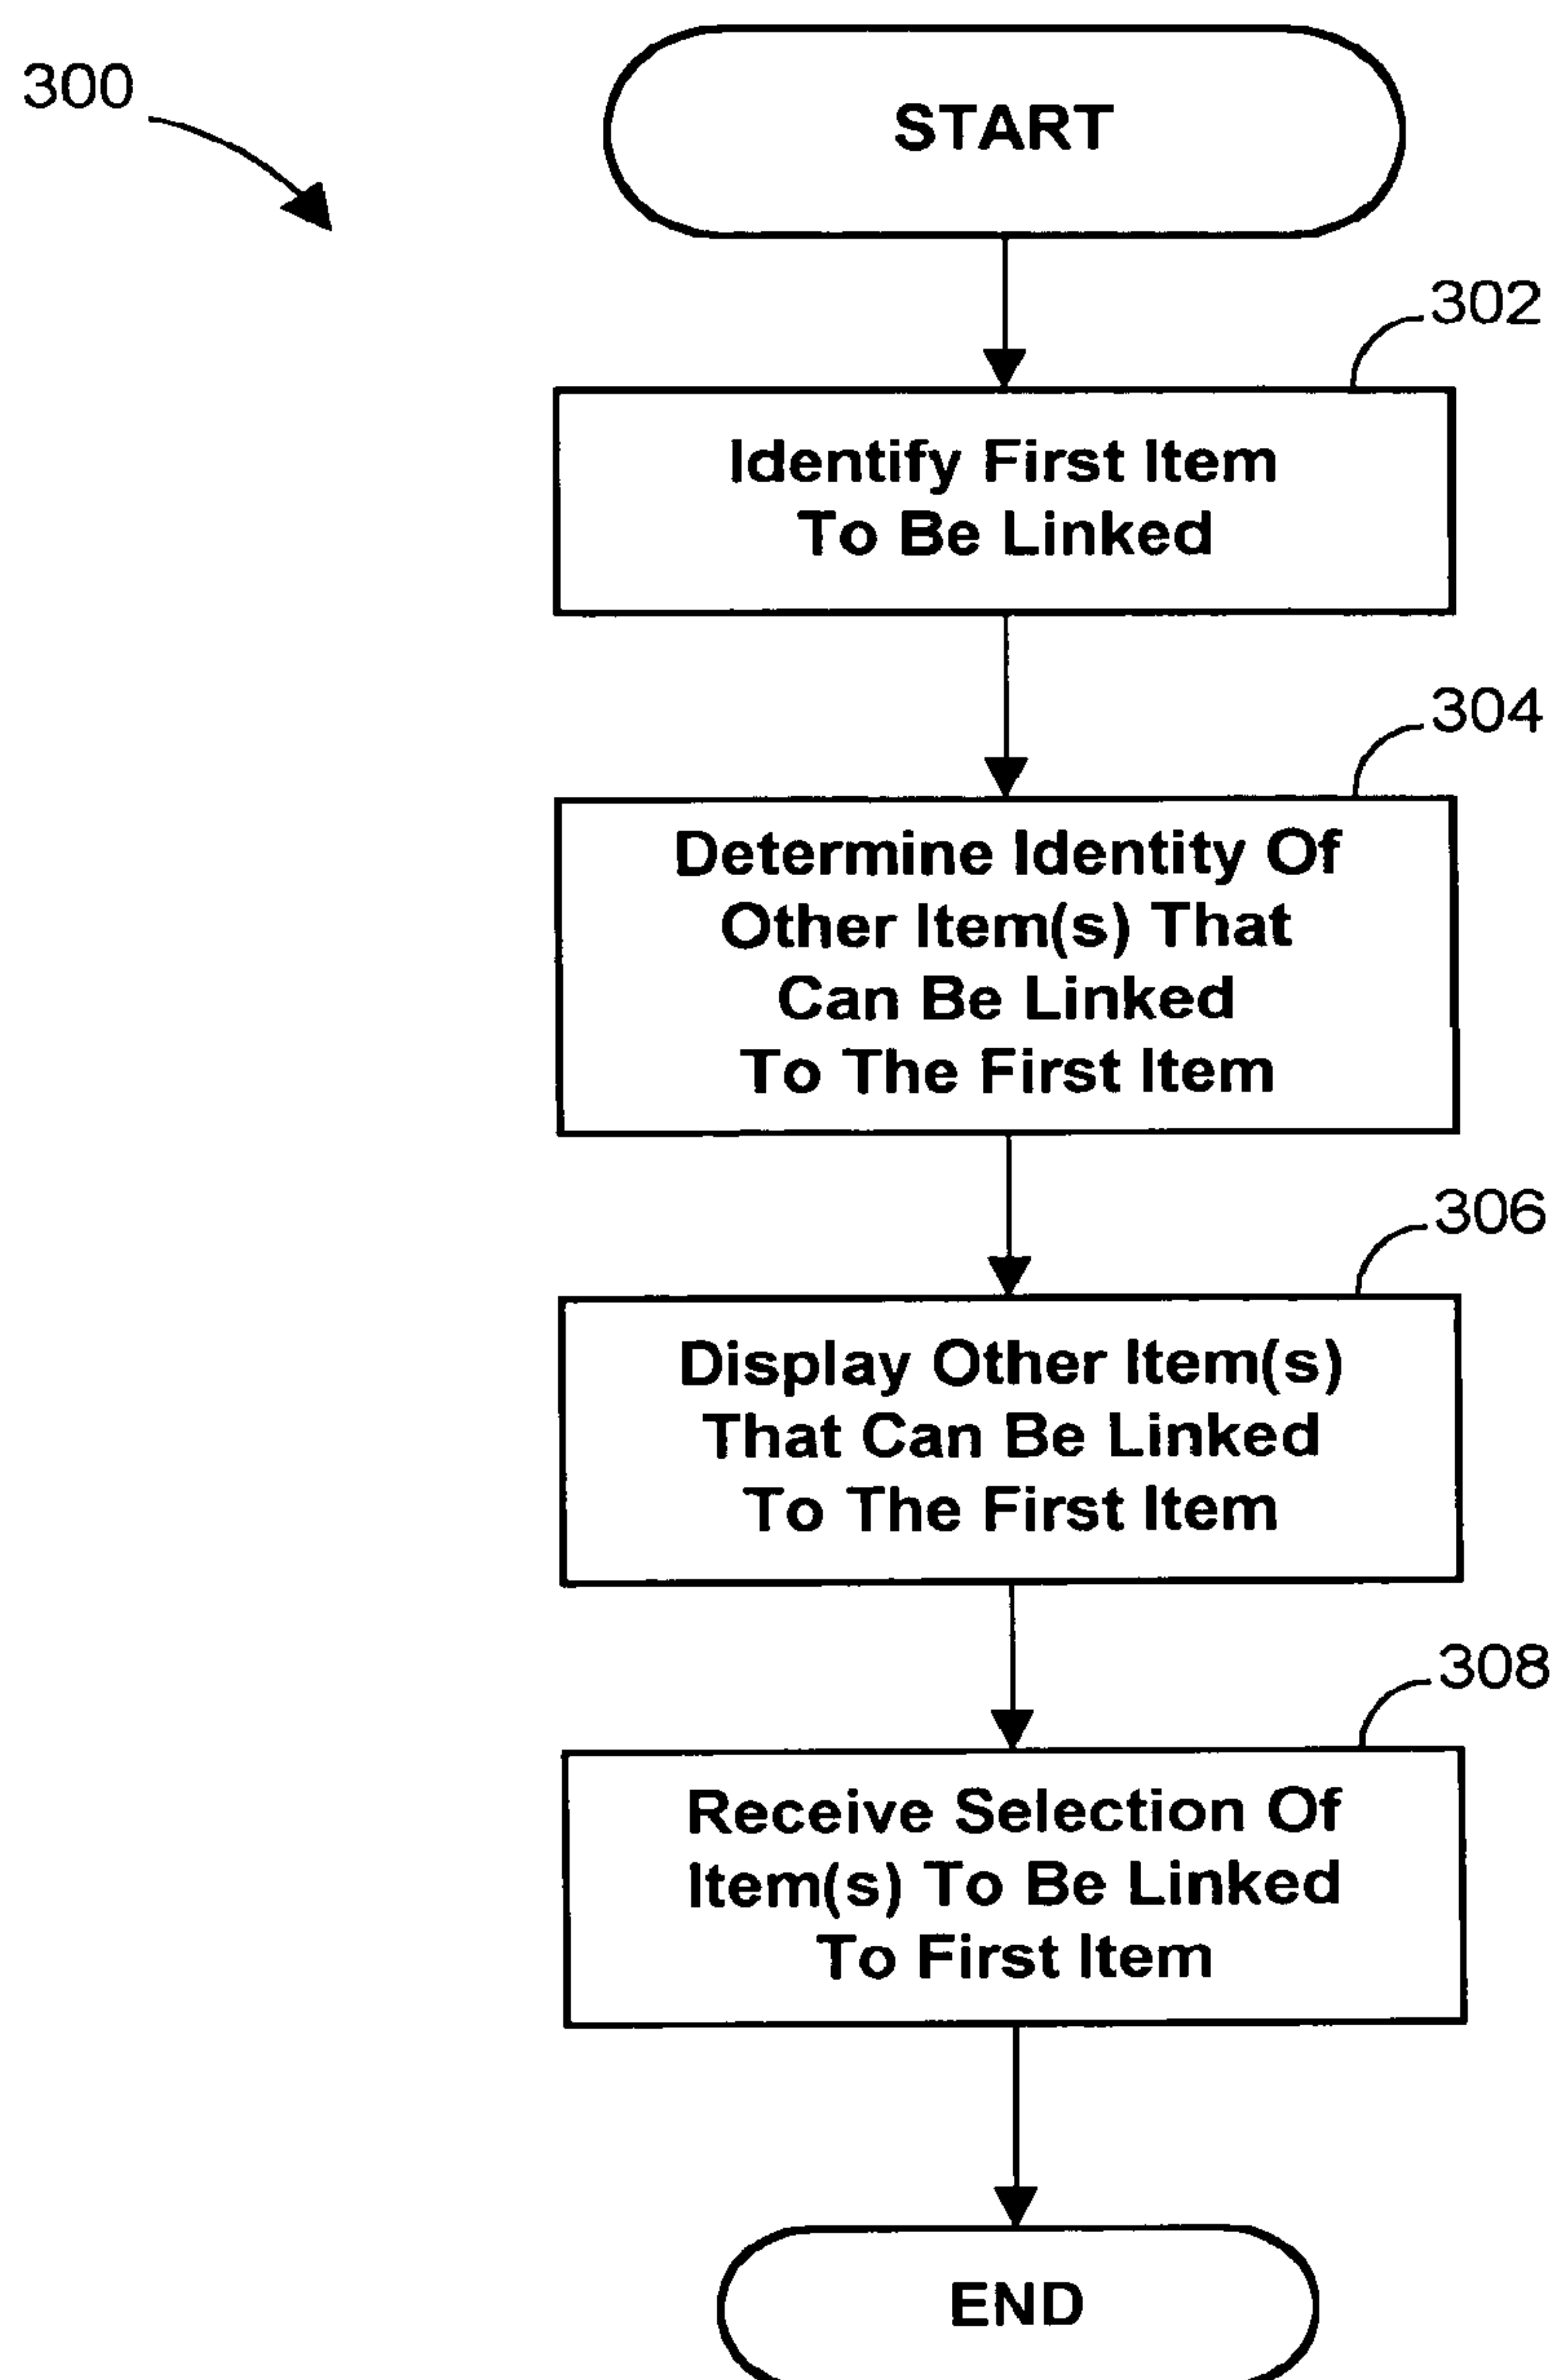 300
START
302
Identify First Item
To Be Linked
304
Determine Identity Of
Other Item(s) That
Can Be Linked
To The First Item
306
Display Other Item(s)
That Can Be Linked
To The First Item
308
Receive Selection Of
Item(s) To Be Linked
To First Item
END